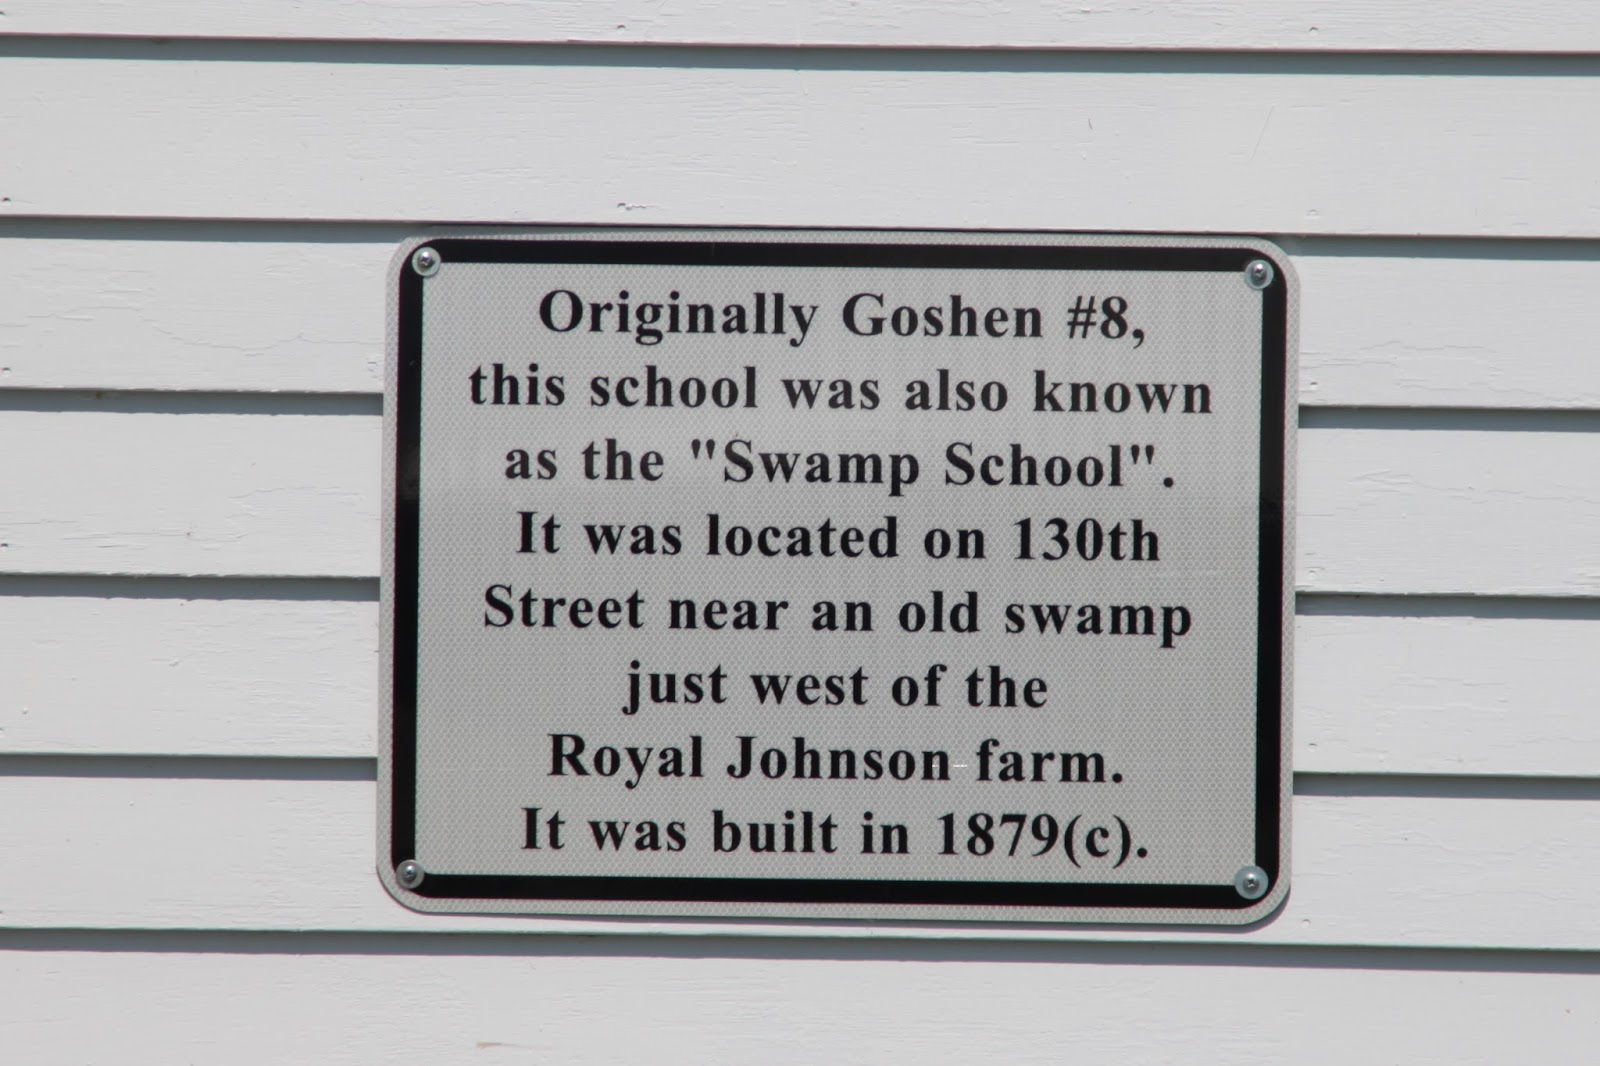 Originally Goshen #8,
this school was also known
as the "Swamp School".
It was located on 130th
Street near an old swamp
just west of the
Royal Johnson farm.
It was built in 1879(c).